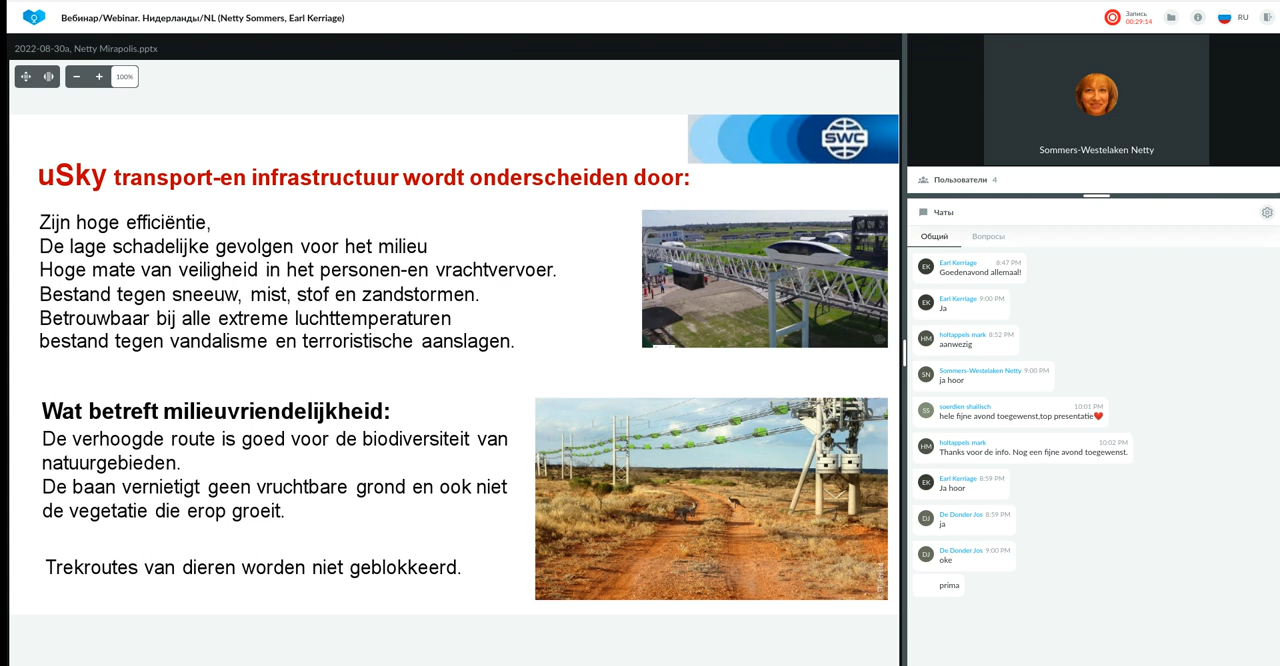 Вебинар/Webinar. Нидерланды/NL (Netty Sommers, Earl Kerriage)
Запись
00:29:14
RU
2022-08-30a, Netty Mirapolis.pptx
100%
SWC
uSky transport-en infrastructuur wordt onderscheiden door:
Zijn hoge efficiëntie,
De lage schadelijke gevolgen voor het milieu
Hoge mate van veiligheid in het personen-en vrachtvervoer.
Bestand tegen sneeuw, mist, stof en zandstormen.
Betrouwbaar bij alle extreme luchttemperaturen
bestand tegen vandalisme en terroristische aanslagen.
Wat betreft milieuvriendelijkheid:
De verhoogde route is goed voor de biodiversiteit van
natuurgebieden.
De baan vernietigt geen vruchtbare grond en ook niet
de vegetatie die erop groeit.
Trekroutes van dieren worden niet geblokkeerd.
Sommers-Westelaken Netty
Пользователи 4
Чаты
Общий Вопросы
EK Earl Kerriage 8:47 PM
Goedenavond allemaal!
EK Earl Kerriage 9:00 PM
Ja
HM holtappels mark 8:52 PM
aanwezig
SN Sommers-Westelaken Netty 9:00 PM
ja hoor
SS soerdien shallisch 10:01 PM
hele fijne avond toegewenst,top presentatie❤️
HM holtappels mark 10:02 PM
Thanks voor de info. Nog een fijne avond toegewenst.
EK Earl Kerriage 8:59 PM
Ja hoor
DJ De Donder Jos 8:59 PM
ja
DJ De Donder Jos 9:00 PM
oke
prima